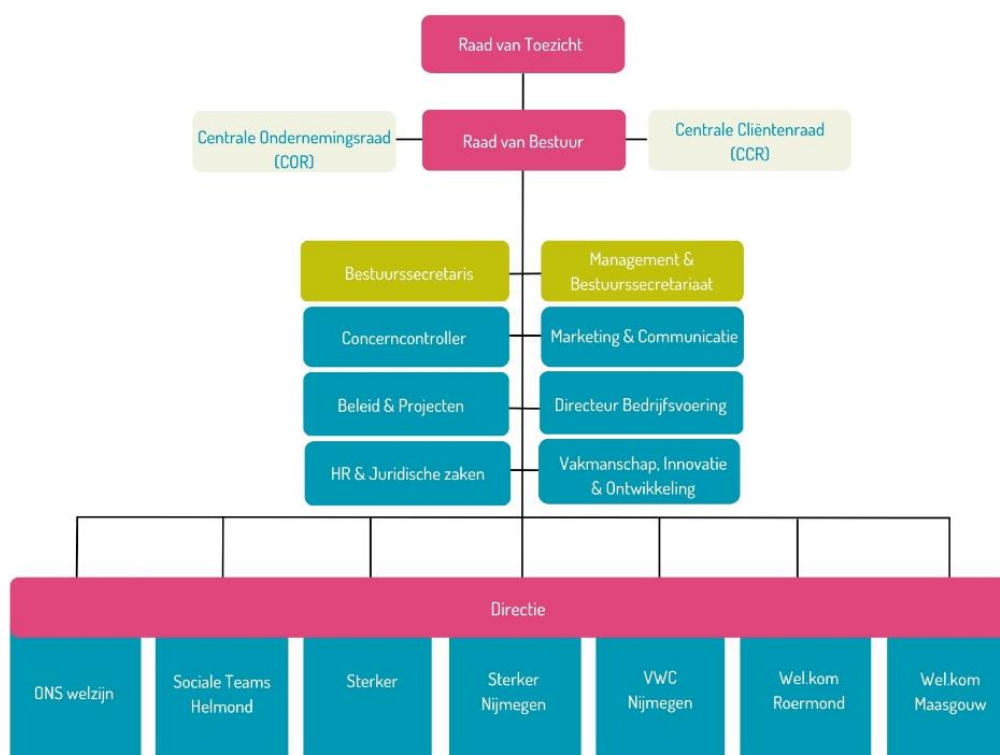 Raad van Toezicht
Centrale Ondernemingsraad
(COR)
Raad van Bestuur
Centrale Cliëntenraad
(CCR)
Bestuurssecretaris
Management &
Bestuurssecretariaat
Concerncontroller
Marketing & Communicatie
Beleid & Projecten
Directeur Bedrijfsvoering
HR & Juridische zaken
Vakmanschap, Innovatie
& Ontwikkeling
Directie
ONS welzijn
Sociale Teams
Helmond
Sterker
Sterker
Nijmegen
VWC
Nijmegen
Wel.kom
Roermond
Wel.kom
Maasgouw